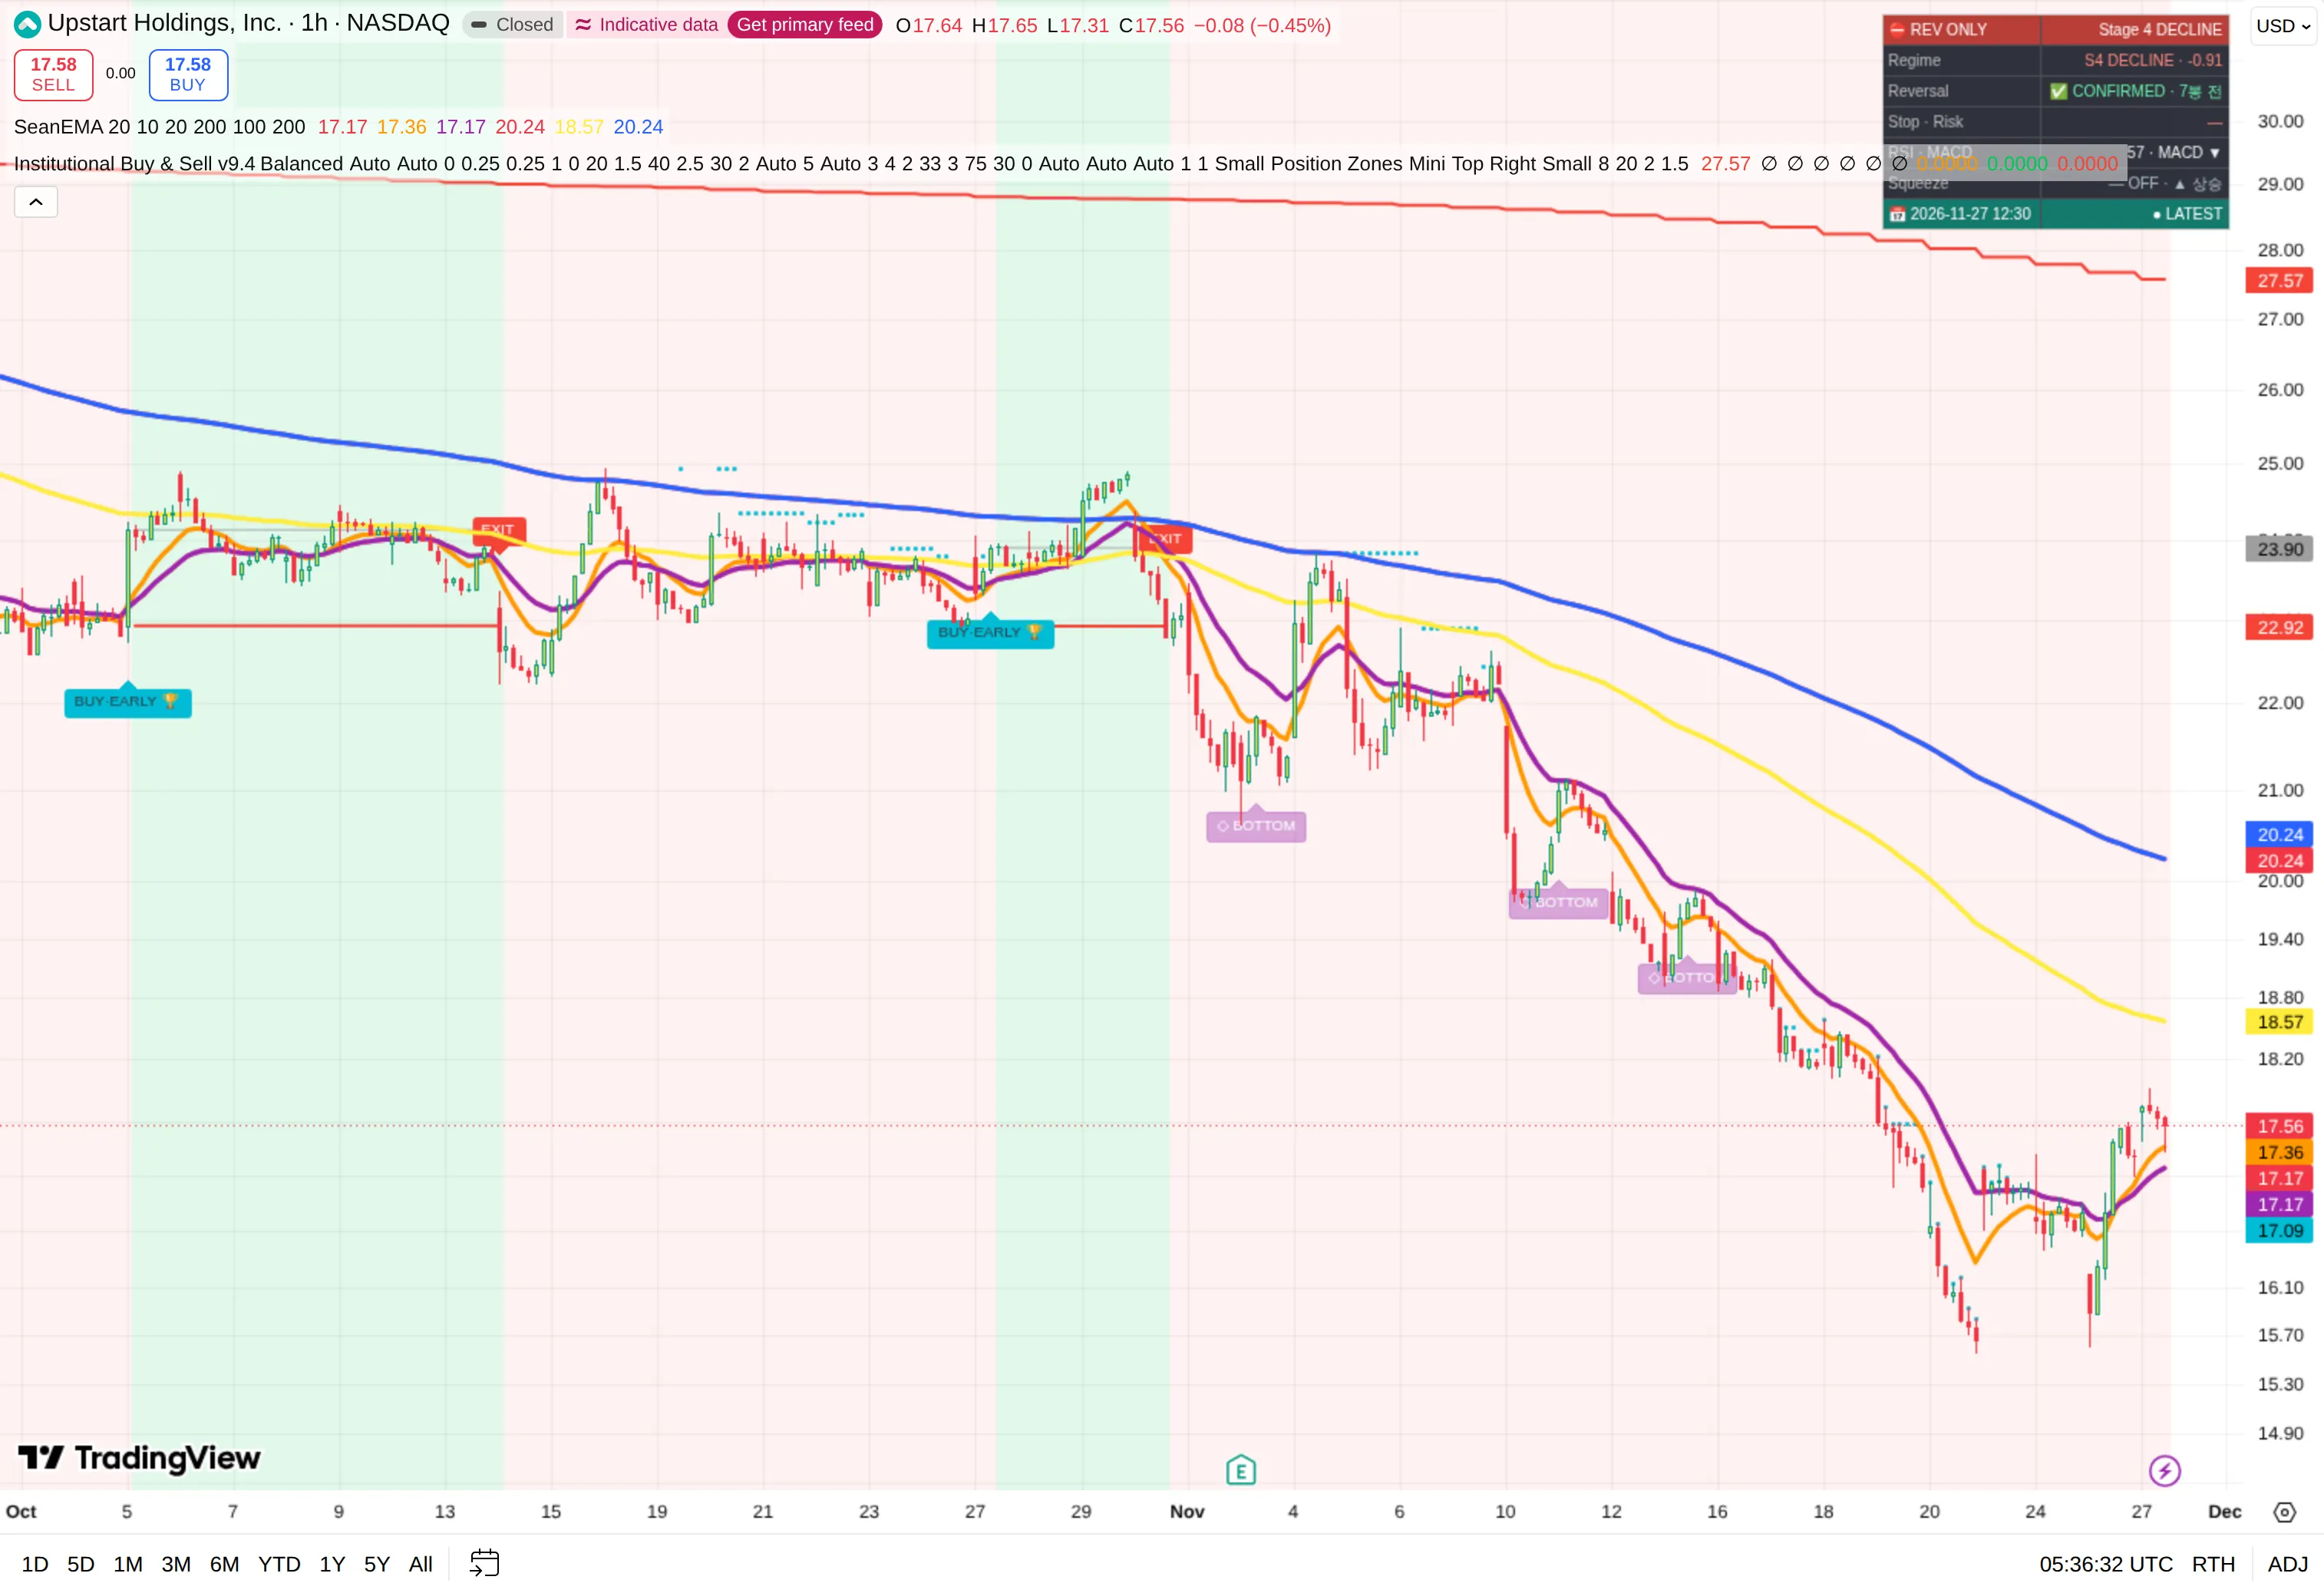 Upstart Holdings, Inc. · 1h · NASDAQ Closed Indicative data Get primary feed O17.64 H17.65 L17.31 C17.56 −0.08 (−0.45%)
17.58 SELL 0.00 17.58 BUY
SeanEMA 20 10 20 200 100 200 17.17 17.36 17.17 20.24 18.57 20.24
Institutional Buy & Sell v9.4 Balanced Auto Auto 0 0.25 0.25 1 0 20 1.5 40 2.5 30 2 Auto 5 Auto 3 4 2 33 3 75 30 0 Auto Auto Auto 1 1 Small Position Zones Mini Top Right Small 8 20 2 1.5 27.57 ∅ ∅ ∅ ∅ ∅ ∅ 0.0000 0.0000 0.0000
⛔ REV ONLY Stage 4 DECLINE
Regime S4 DECLINE · -0.91
Reversal ✅ CONFIRMED · 7봉 전
Stop · Risk —
RSI · MACD 57 · MACD ▼
Squeeze — OFF · ▲ 상승
📅 2026-11-27 12:30 ● LATEST
USD
30.00
29.00
28.00
27.57
27.00
26.00
25.00
23.90
22.92
22.00
21.00
20.24
20.24
20.00
19.40
18.80
18.57
18.20
17.56
17.36
17.17
17.17
17.09
16.10
15.70
15.30
14.90
EXIT
EXIT
BUY·EARLY 🏆
BUY·EARLY 🏆
◇ BOTTOM
BOTTOM
◇ BOTTO
TradingView
E
Oct 5 7 9 13 15 19 21 23 27 29 Nov 4 6 10 12 16 18 20 24 27 Dec
1D 5D 1M 3M 6M YTD 1Y 5Y All 05:36:32 UTC RTH ADJ